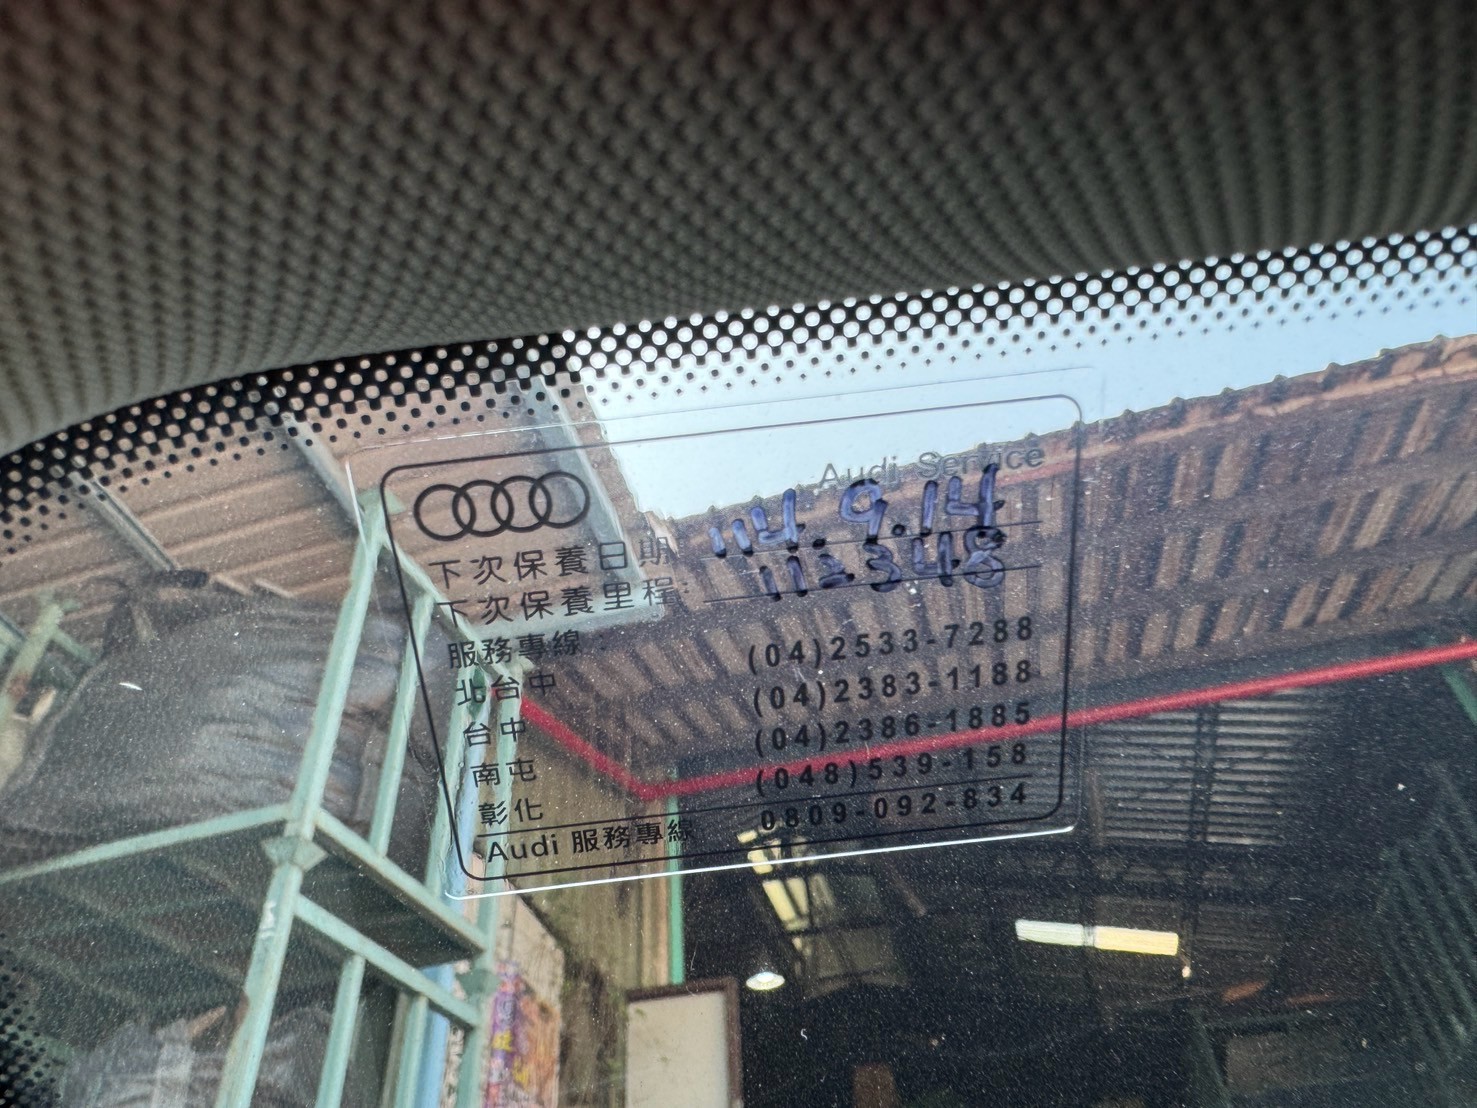 Audi Service
下次保養日期: 114.9.14
下次保養里程: 112348
服務專線:
北台中 (04)2533-7288
台中 (04)2383-1188
南屯 (04)2386-1885
彰化 (048)539-158
Audi 服務專線 0809-092-834